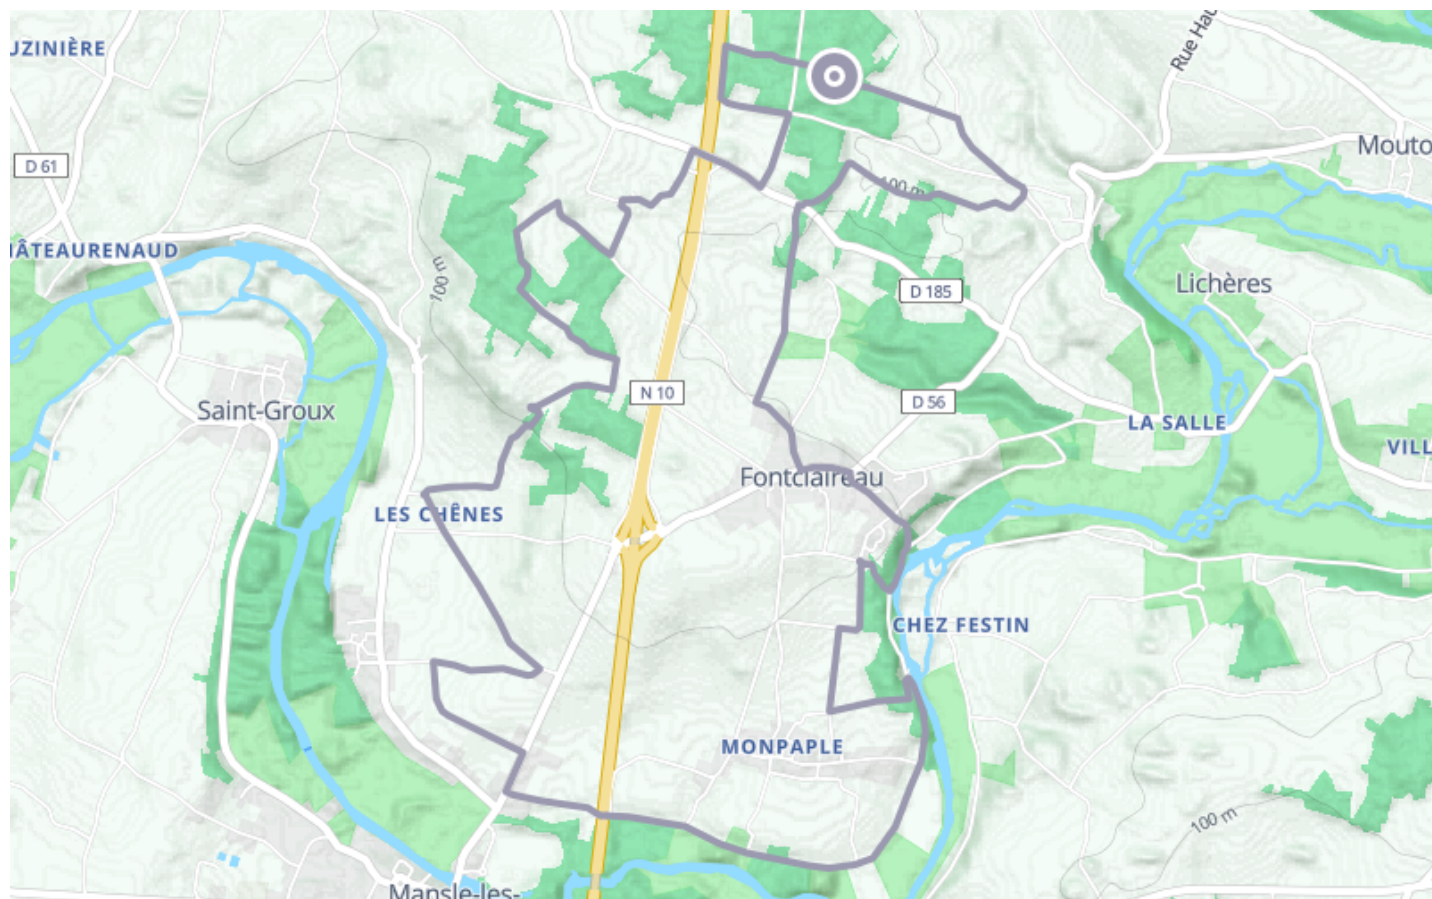 UZINIÈRE
Rue Hau
D 61
Mouto
100 m
HÂTEAURENAUD
100 m
Lichères
D 185
N 10
D 56
Saint-Groux
LA SALLE
VILL
Fontclaireau
LES CHÊNES
CHEZ FESTIN
MONPAPLE
100 m
Mansle-les-